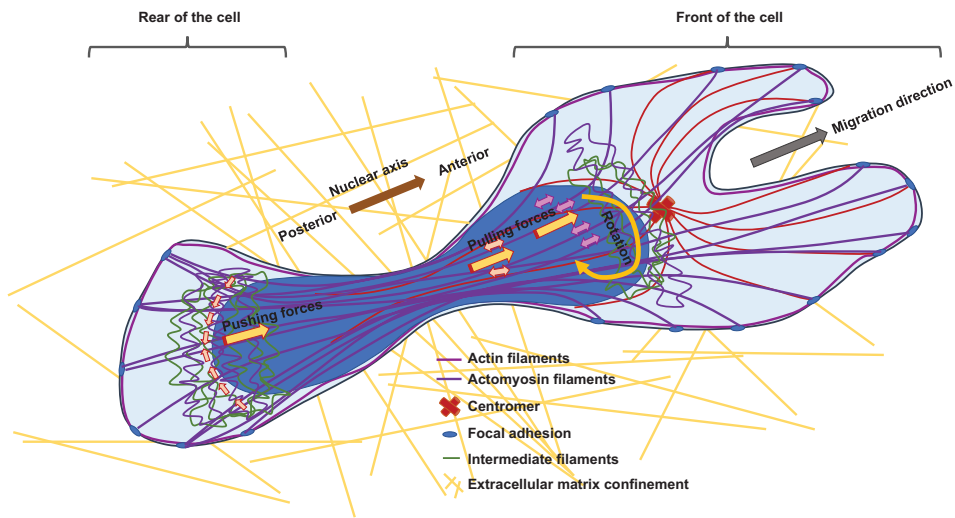 Rear of the cell
Front of the cell
Migration direction
Nuclear axis
Anterior
Posterior
Pulling forces
Rotation
Pushing forces
Actin filaments
Actomyosin filaments
Centromer
Focal adhesion
Intermediate filaments
Extracellular matrix confinement